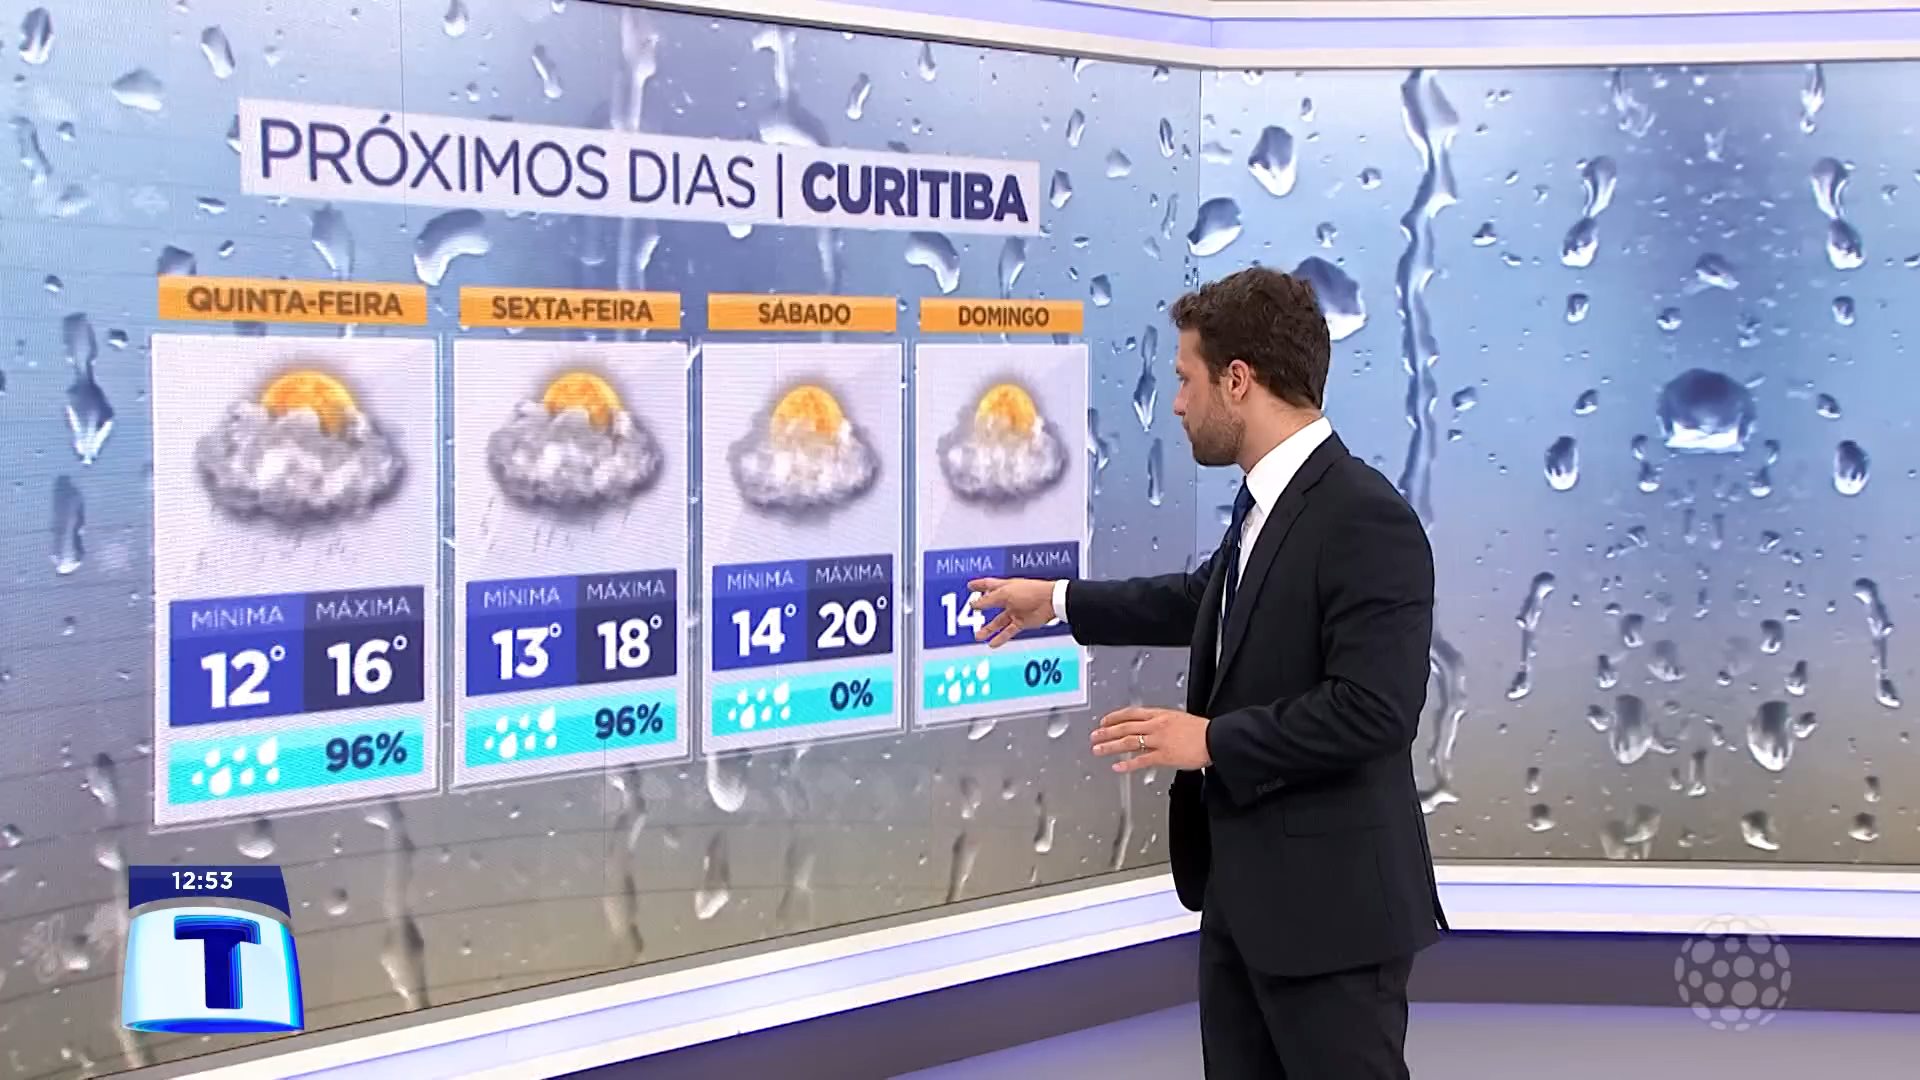 PRÓXIMOS DIAS | CURITIBA
QUINTA-FEIRA
MÍNIMA MÁXIMA
12° 16°
96%
SEXTA-FEIRA
MÍNIMA MÁXIMA
13° 18°
96%
SÁBADO
MÍNIMA MÁXIMA
14° 20°
0%
DOMINGO
MÍNIMA MÁXIMA
14
0%
12:53
T